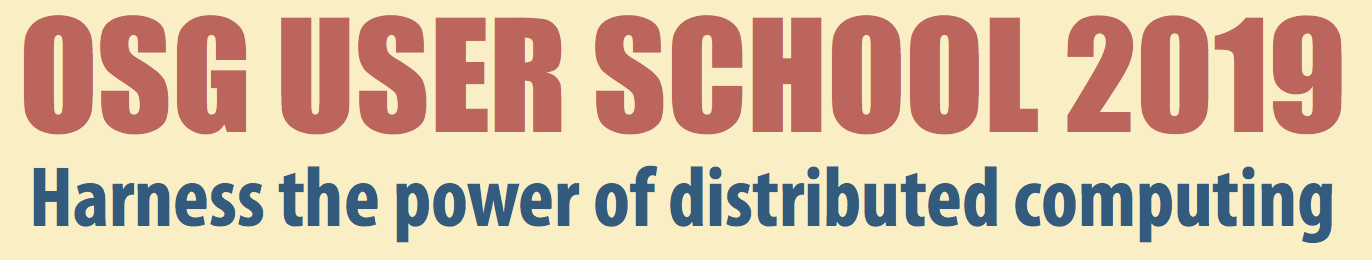 OSG USER SCHOOL 2019
Harness the power of distributed computing